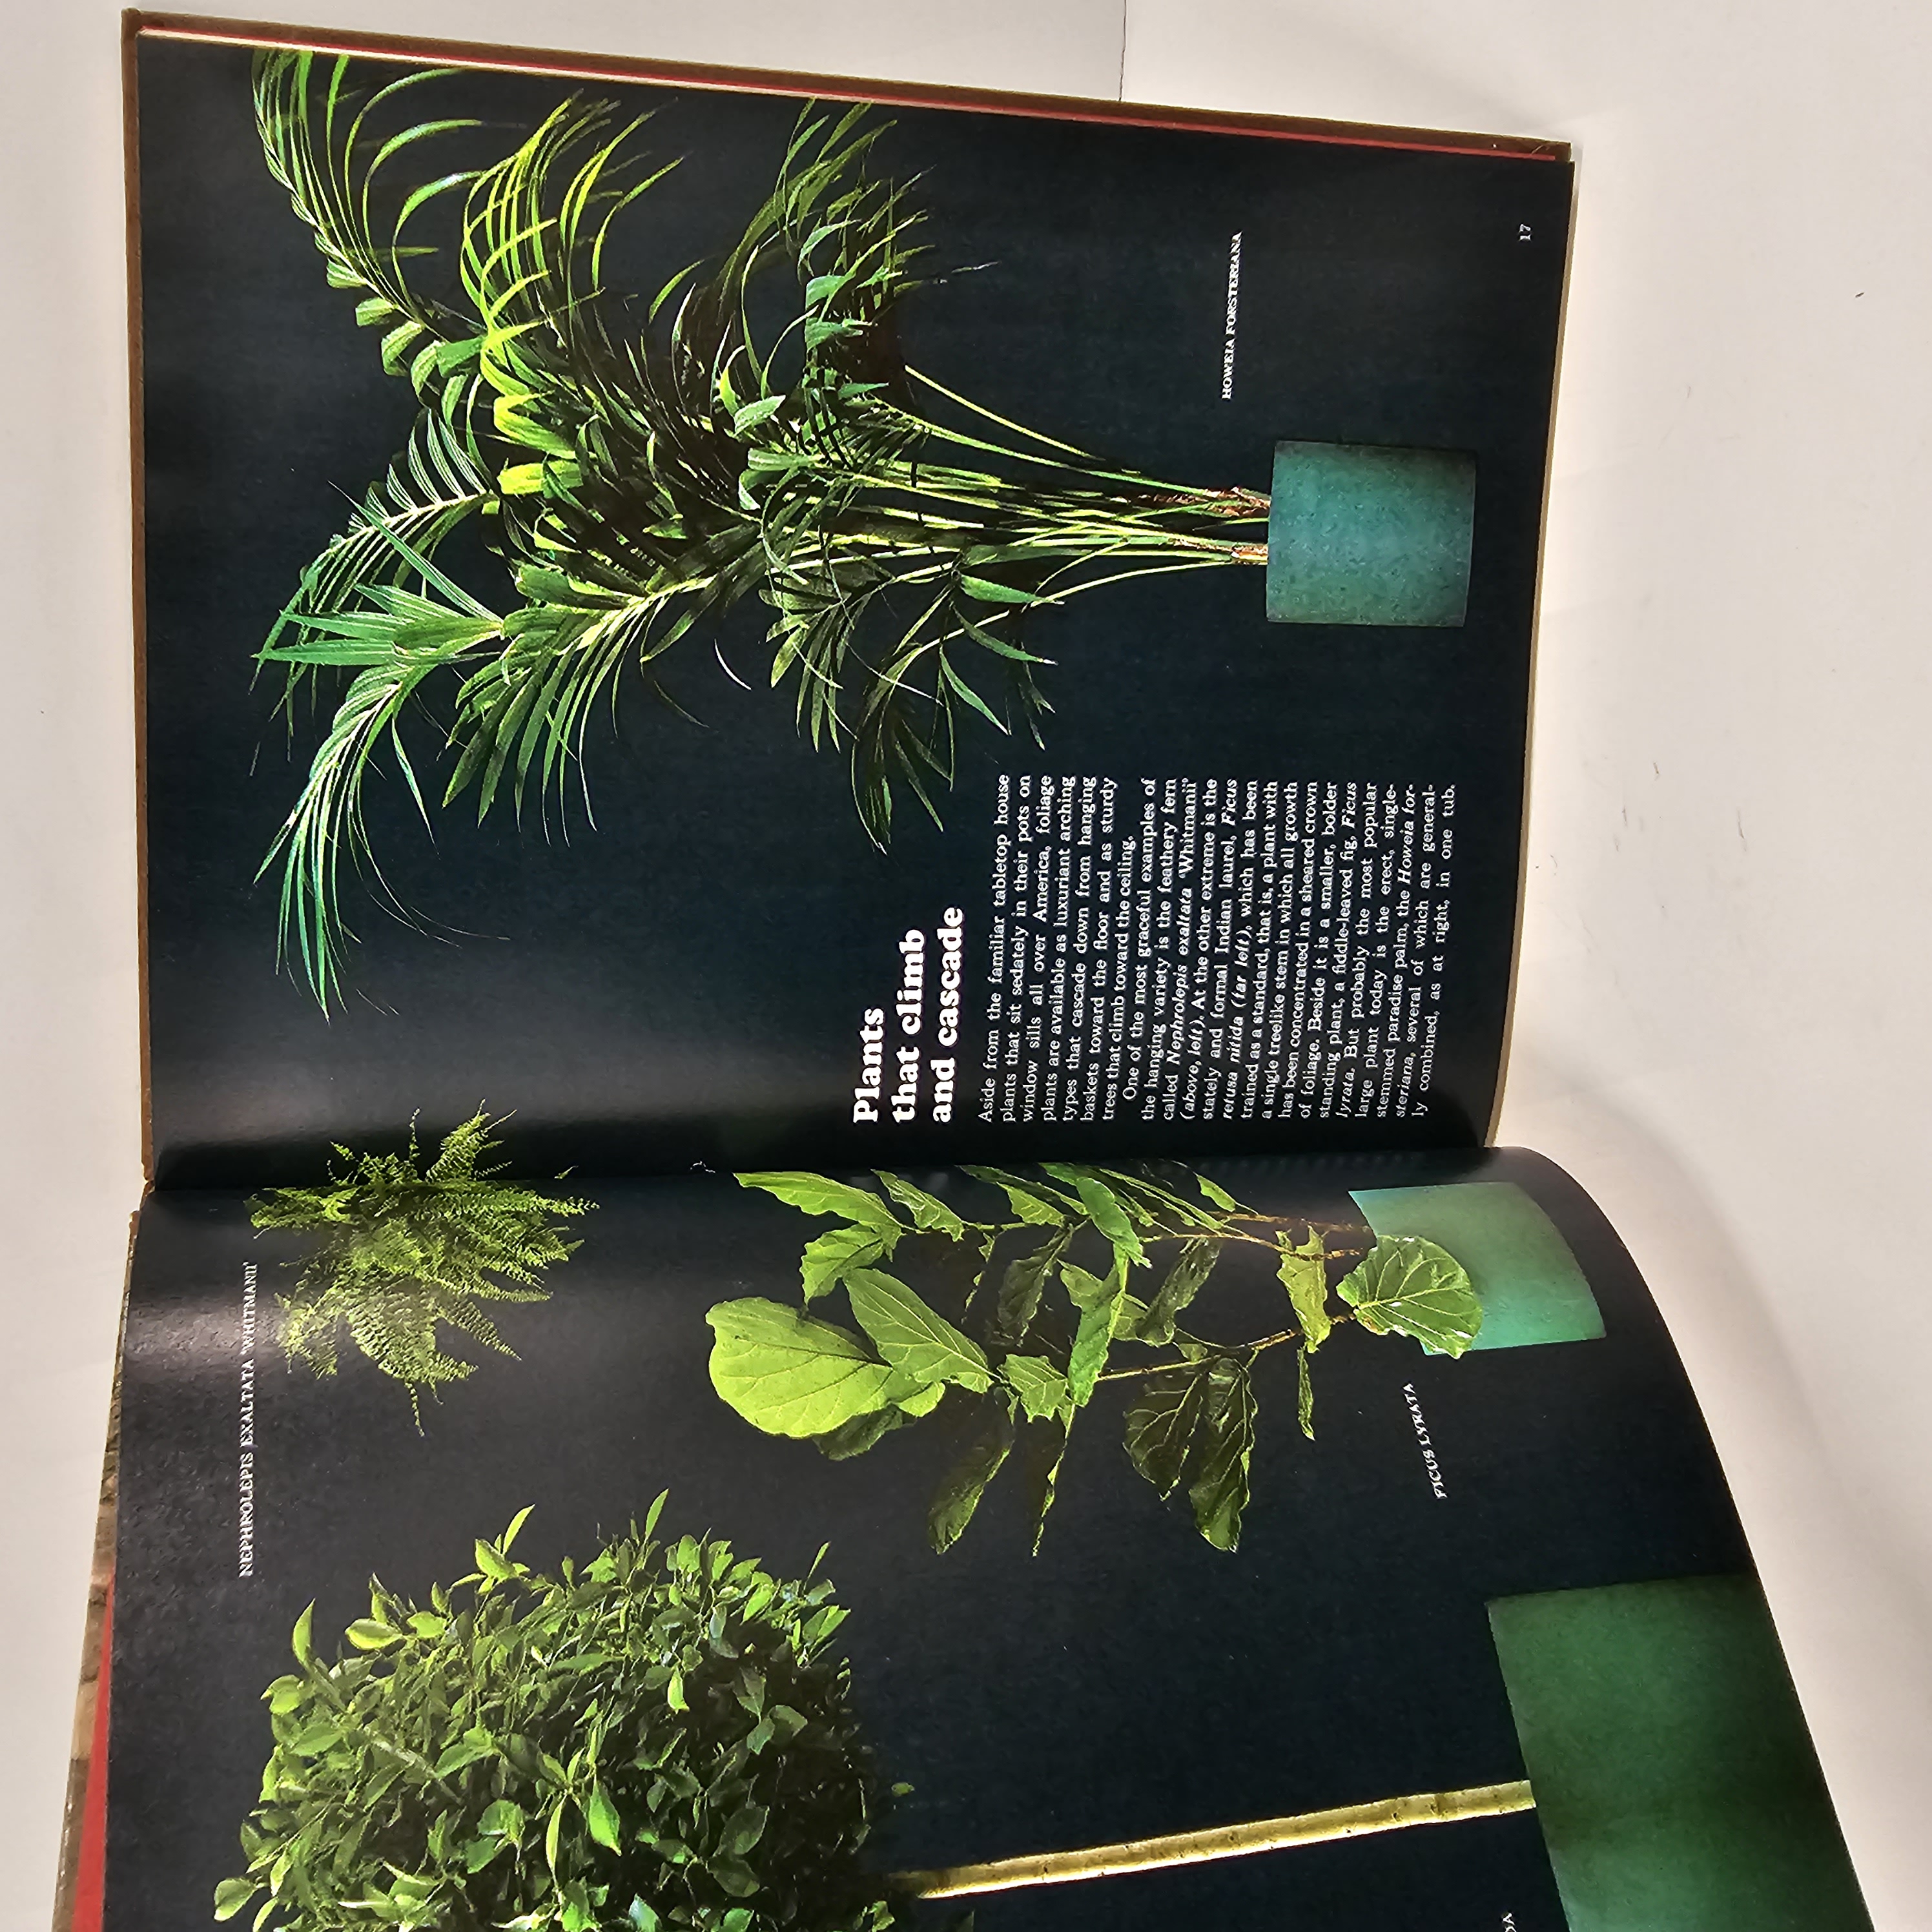 NEPHROLEPIS EXALTATA 'WHITMANII'
FICUS LYRATA
DA
Plants
that climb
and cascade
Aside from the familiar tabletop house
plants that sit sedately in their pots on
window sills all over America, foliage
plants are available as luxuriant arching
types that cascade down from hanging
baskets toward the floor and as sturdy
trees that climb toward the ceiling.
One of the most graceful examples of
the hanging variety is the feathery fern
called Nephrolepis exaltata 'Whitmanii'
(above, left). At the other extreme is the
stately and formal Indian laurel, Ficus
retusa nitida (far left), which has been
trained as a standard, that is, a plant with
a single treelike stem in which all growth
has been concentrated in a sheared crown
of foliage. Beside it is a smaller, bolder
standing plant, a fiddle-leaved fig, Ficus
lyrata. But probably the most popular
large plant today is the erect, single-
stemmed paradise palm, the Howeia for-
steriana, several of which are general-
ly combined, as at right, in one tub.
HOWEIA FORSTERIANA
17